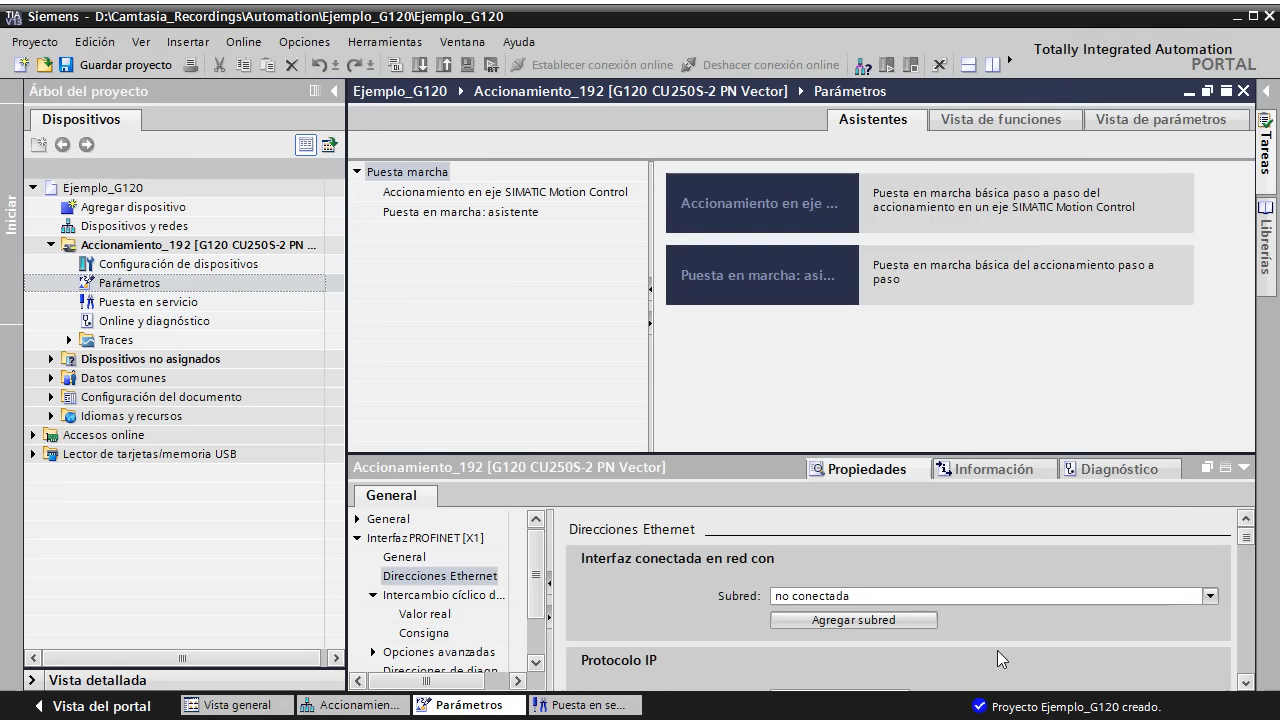 Siemens - D:\Camtasia_Recordings\Automation\Ejemplo_G120\Ejemplo_G120
Proyecto Edición Ver Insertar Online Opciones Herramientas Ventana Ayuda
Totally Integrated Automation
PORTAL
Guardar proyecto Establecer conexión online Deshacer conexión online
Árbol del proyecto
Ejemplo_G120 Accionamiento_192 [G120 CU250S-2 PN Vector] Parámetros
Dispositivos
Asistentes Vista de funciones Vista de parámetros
Iniciar
Ejemplo_G120
Agregar dispositivo
Dispositivos y redes
Accionamiento_192 [G120 CU250S-2 PN ...
Configuración de dispositivos
Parámetros
Puesta en servicio
Online y diagnóstico
Traces
Dispositivos no asignados
Datos comunes
Configuración del documento
Idiomas y recursos
Accesos online
Lector de tarjetas/memoria USB
Puesta marcha
Accionamiento en eje SIMATIC Motion Control
Puesta en marcha: asistente
Accionamiento en eje ...
Puesta en marcha básica paso a paso del
accionamiento en un eje SIMATIC Motion Control
Puesta en marcha: asi...
Puesta en marcha básica del accionamiento paso a
paso
Tareas
Librerías
Accionamiento_192 [G120 CU250S-2 PN Vector]
Propiedades Información Diagnóstico
General
General
Interfaz PROFINET [X1]
General
Direcciones Ethernet
Intercambio cíclico d...
Valor real
Consigna
Opciones avanzadas
Direcciones de diagn
Direcciones Ethernet
Interfaz conectada en red con
Subred: no conectada
Agregar subred
Protocolo IP
Vista detallada
Vista del portal Vista general Accionamien... Parámetros Puesta en se... Proyecto Ejemplo_G120 creado.